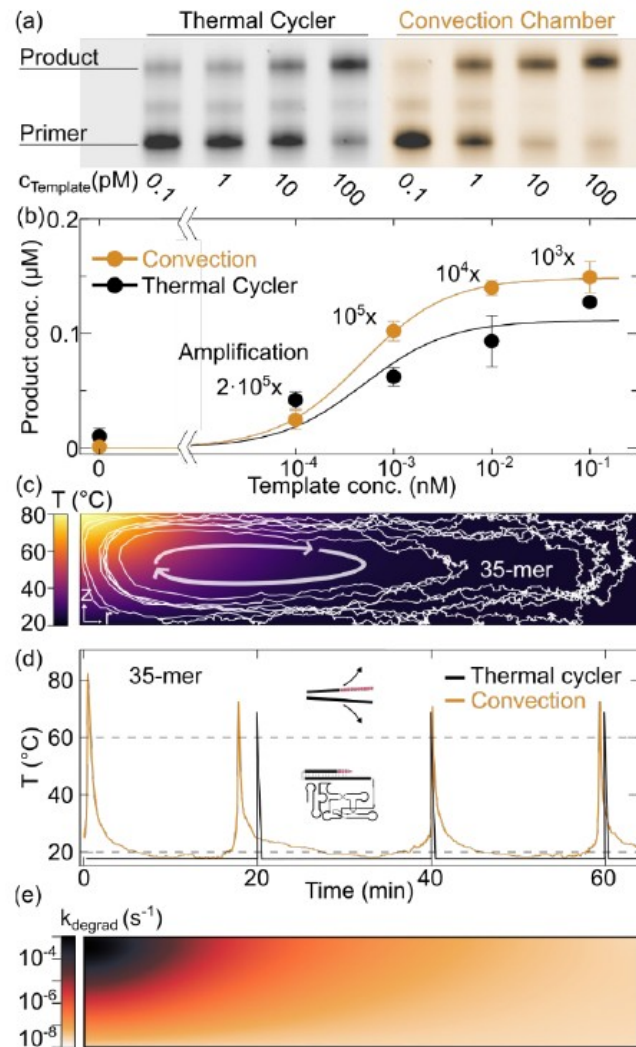 (a)
Thermal Cycler Convection Chamber
Product
Primer
cTemplate(pM) 0.1 1 10 100 0.1 1 10 100
(b)
0.2
Convection
Thermal Cycler
10³x
10⁴x
10⁵x
Amplification
2·10⁵x
0.1
0
Product conc. (µM)
0 10⁻⁴ 10⁻³ 10⁻² 10⁻¹
Template conc. (nM)
(c)
T (°C)
80
60
40
20
z
r
35-mer
(d)
35-mer
Thermal cycler
Convection
80
60
40
20
T (°C)
0 20 40 60
Time (min)
(e)
kdegrad (s⁻¹)
10⁻⁴
10⁻⁶
10⁻⁸